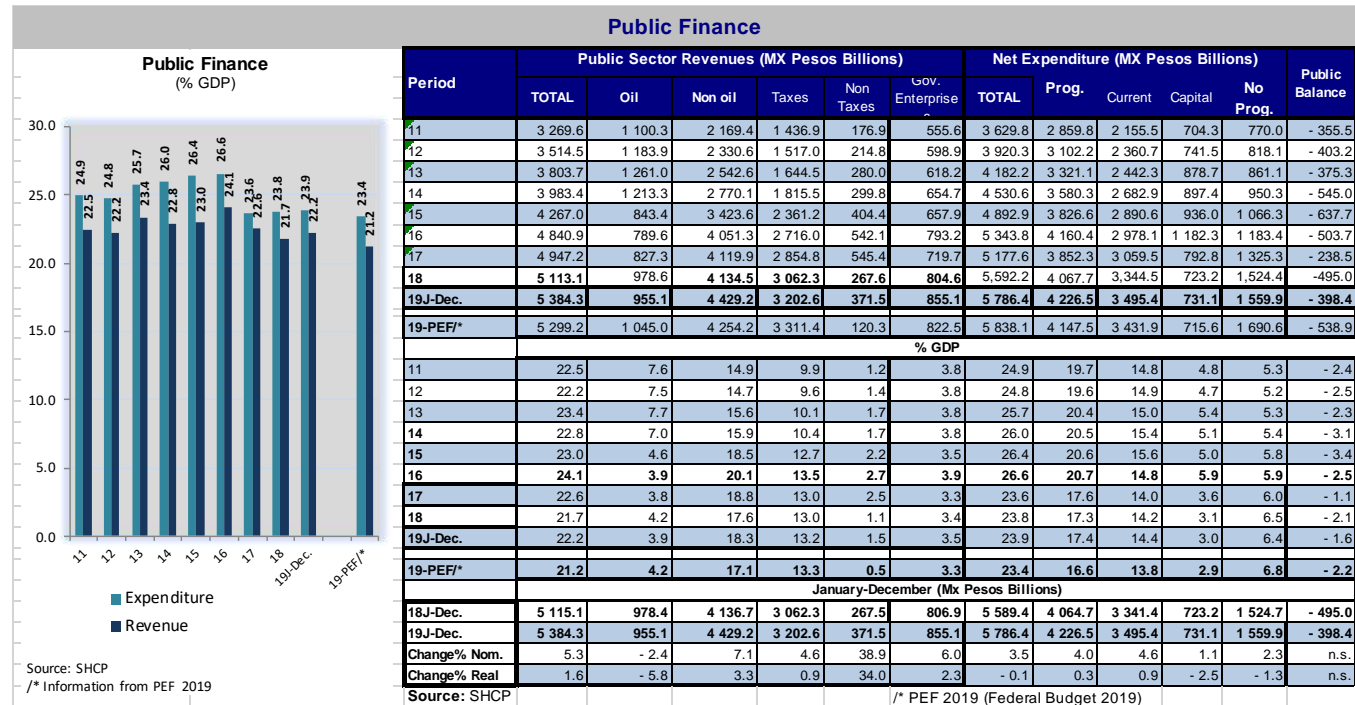 Public Finance
Public Finance
(% GDP)
30.0
25.0
20.0
15.0
10.0
5.0
0.0
24.9 22.5 24.8 22.2 25.7 23.4 26.0 22.8 26.4 23.0 26.6 24.1 23.6 22.6 23.8 21.7 23.9 22.2 23.4 21.2
11 12 13 14 15 16 17 18 19J-Dec. 19-PEF/*
Expenditure
Revenue
Source: SHCP
/* Information from PEF 2019
Period Public Sector Revenues (MX Pesos Billions) Net Expenditure (MX Pesos Billions) Public Balance
TOTAL Oil Non oil Taxes Non Taxes Gov. Enterprise TOTAL Prog. Current Capital No Prog.
11 3 269.6 1 100.3 2 169.4 1 436.9 176.9 555.6 3 629.8 2 859.8 2 155.5 704.3 770.0 - 355.5
12 3 514.5 1 183.9 2 330.6 1 517.0 214.8 598.9 3 920.3 3 102.2 2 360.7 741.5 818.1 - 403.2
13 3 803.7 1 261.0 2 542.6 1 644.5 280.0 618.2 4 182.2 3 321.1 2 442.3 878.7 861.1 - 375.3
14 3 983.4 1 213.3 2 770.1 1 815.5 299.8 654.7 4 530.6 3 580.3 2 682.9 897.4 950.3 - 545.0
15 4 267.0 843.4 3 423.6 2 361.2 404.4 657.9 4 892.9 3 826.6 2 890.6 936.0 1 066.3 - 637.7
16 4 840.9 789.6 4 051.3 2 716.0 542.1 793.2 5 343.8 4 160.4 2 978.1 1 182.3 1 183.4 - 503.7
17 4 947.2 827.3 4 119.9 2 854.8 545.4 719.7 5 177.6 3 852.3 3 059.5 792.8 1 325.3 - 238.5
18 5 113.1 978.6 4 134.5 3 062.3 267.6 804.6 5,592.2 4 067.7 3,344.5 723.2 1,524.4 -495.0
19J-Dec. 5 384.3 955.1 4 429.2 3 202.6 371.5 855.1 5 786.4 4 226.5 3 495.4 731.1 1 559.9 - 398.4
19-PEF/* 5 299.2 1 045.0 4 254.2 3 311.4 120.3 822.5 5 838.1 4 147.5 3 431.9 715.6 1 690.6 - 538.9
% GDP
11 22.5 7.6 14.9 9.9 1.2 3.8 24.9 19.7 14.8 4.8 5.3 - 2.4
12 22.2 7.5 14.7 9.6 1.4 3.8 24.8 19.6 14.9 4.7 5.2 - 2.5
13 23.4 7.7 15.6 10.1 1.7 3.8 25.7 20.4 15.0 5.4 5.3 - 2.3
14 22.8 7.0 15.9 10.4 1.7 3.8 26.0 20.5 15.4 5.1 5.4 - 3.1
15 23.0 4.6 18.5 12.7 2.2 3.5 26.4 20.6 15.6 5.0 5.8 - 3.4
16 24.1 3.9 20.1 13.5 2.7 3.9 26.6 20.7 14.8 5.9 5.9 - 2.5
17 22.6 3.8 18.8 13.0 2.5 3.3 23.6 17.6 14.0 3.6 6.0 - 1.1
18 21.7 4.2 17.6 13.0 1.1 3.4 23.8 17.3 14.2 3.1 6.5 - 2.1
19J-Dec. 22.2 3.9 18.3 13.2 1.5 3.5 23.9 17.4 14.4 3.0 6.4 - 1.6
19-PEF/* 21.2 4.2 17.1 13.3 0.5 3.3 23.4 16.6 13.8 2.9 6.8 - 2.2
January-December (Mx Pesos Billions)
18J-Dec. 5 115.1 978.4 4 136.7 3 062.3 267.5 806.9 5 589.4 4 064.7 3 341.4 723.2 1 524.7 - 495.0
19J-Dec. 5 384.3 955.1 4 429.2 3 202.6 371.5 855.1 5 786.4 4 226.5 3 495.4 731.1 1 559.9 - 398.4
Change% Nom. 5.3 - 2.4 7.1 4.6 38.9 6.0 3.5 4.0 4.6 1.1 2.3 n.s.
Change% Real 1.6 - 5.8 3.3 0.9 34.0 2.3 - 0.1 0.3 0.9 - 2.5 - 1.3 n.s.
Source: SHCP /* PEF 2019 (Federal Budget 2019)